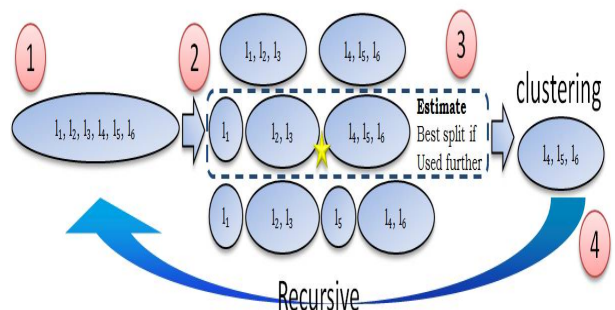 1
2
3
4
l₁, l₂, l₃, l₄, l₅, l₆
l₁, l₂, l₃
l₄, l₅, l₆
l₁
l₂, l₃
l₄, l₅, l₆
Estimate
Best split if
Used further
l₁
l₂, l₃
l₅
l₄, l₆
clustering
l₄, l₅, l₆
Recursive